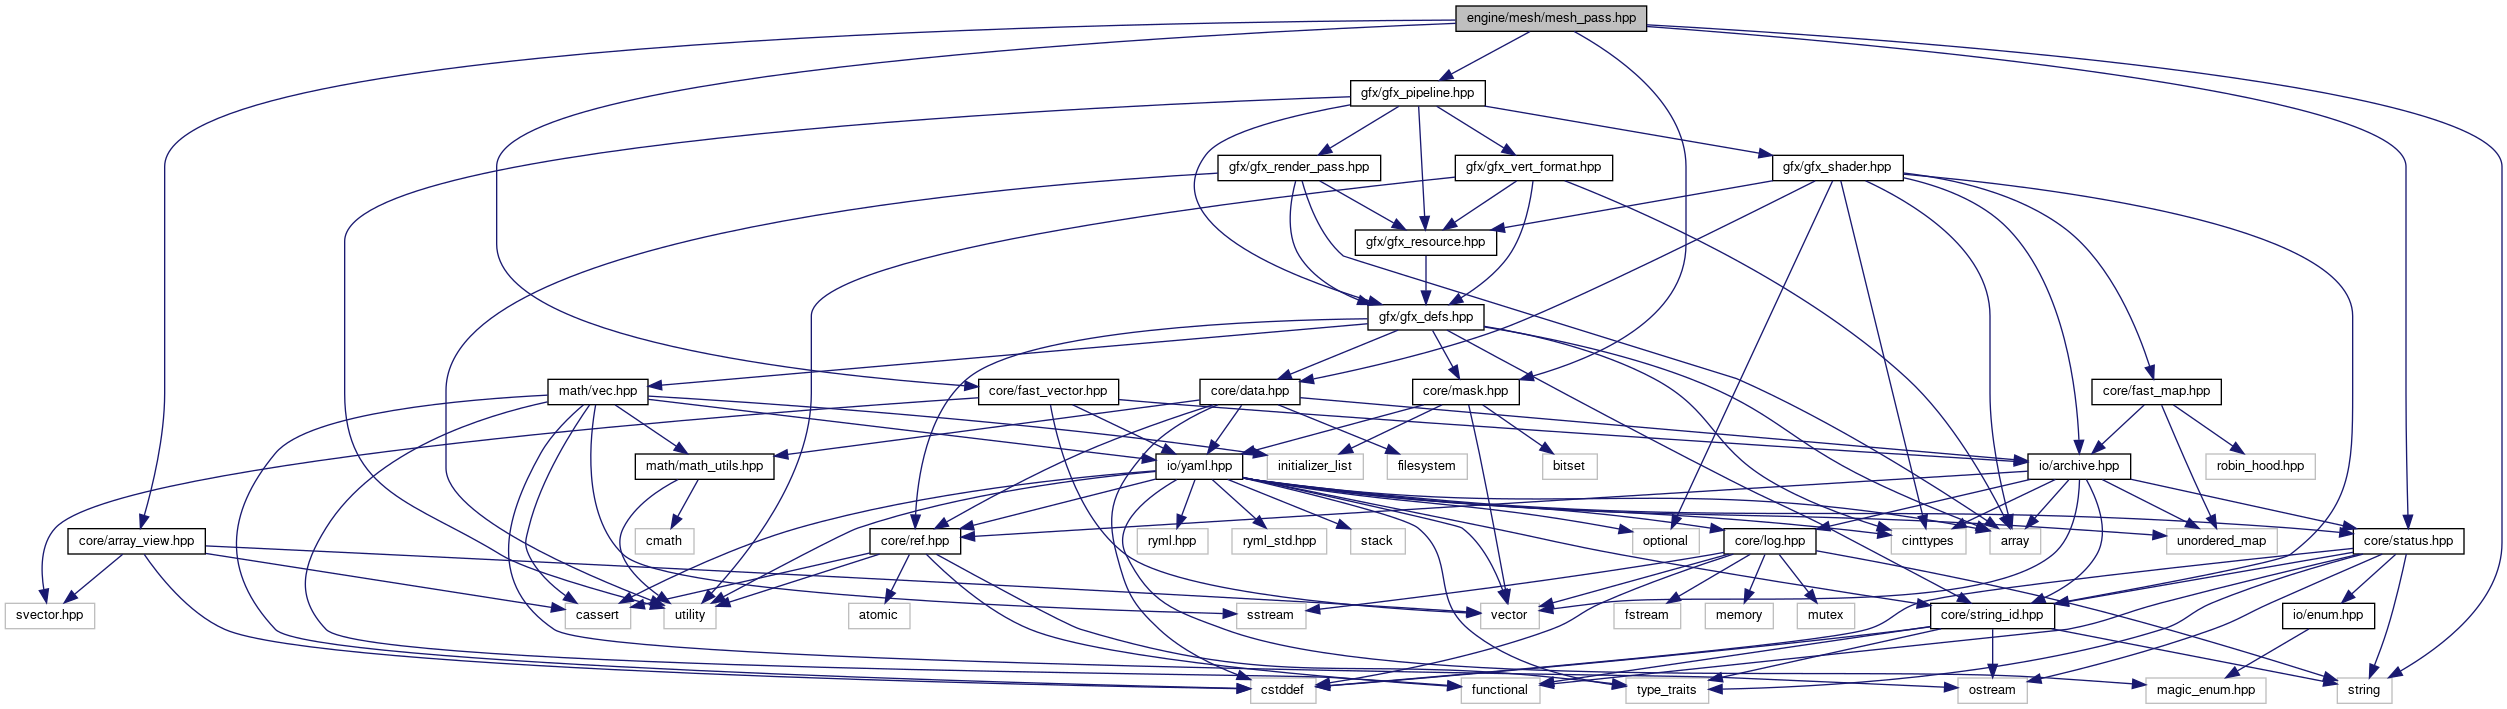 engine/mesh/mesh_pass.hpp
gfx/gfx_pipeline.hpp
gfx/gfx_render_pass.hpp
gfx/gfx_vert_format.hpp
gfx/gfx_shader.hpp
gfx/gfx_resource.hpp
gfx/gfx_defs.hpp
math/vec.hpp
core/fast_vector.hpp
core/data.hpp
core/mask.hpp
core/fast_map.hpp
math/math_utils.hpp
io/yaml.hpp
initializer_list
filesystem
bitset
io/archive.hpp
robin_hood.hpp
core/array_view.hpp
cmath
core/ref.hpp
ryml.hpp
ryml_std.hpp
stack
optional
core/log.hpp
cinttypes
array
unordered_map
core/status.hpp
svector.hpp
cassert
utility
atomic
sstream
vector
fstream
memory
mutex
core/string_id.hpp
io/enum.hpp
cstddef
functional
type_traits
ostream
magic_enum.hpp
string